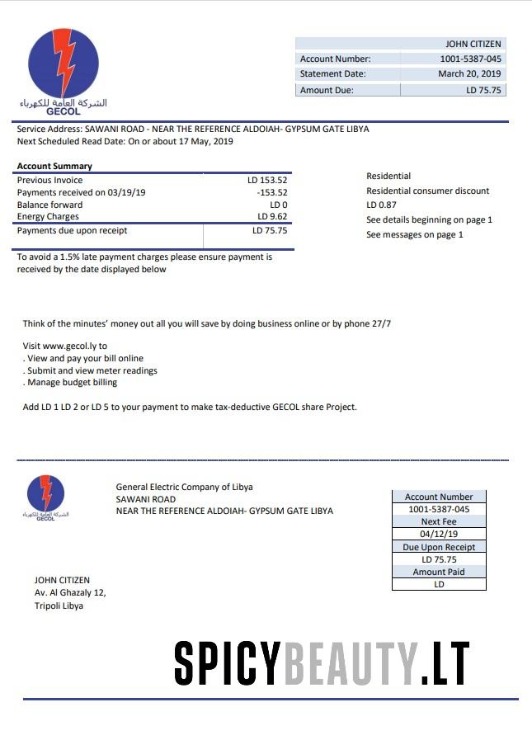 JOHN CITIZEN
Account Number: 1001-5387-045
Statement Date: March 20, 2019
Amount Due: LD 75.75
الشركة العامة للكهرباء
GECOL
Service Address: SAWANI ROAD - NEAR THE REFERENCE ALDOIAH- GYPSUM GATE LIBYA
Next Scheduled Read Date: On or about 17 May, 2019
Account Summary
Previous Invoice LD 153.52
Payments received on 03/19/19 -153.52
Balance forward LD 0
Energy Charges LD 9.62
Payments due upon receipt LD 75.75
Residential
Residential consumer discount
LD 0.87
See details beginning on page 1
See messages on page 1
To avoid a 1.5% late payment charges please ensure payment is
received by the date displayed below
Think of the minutes’ money out all you will save by doing business online or by phone 27/7
Visit www.gecol.ly to
. View and pay your bill online
. Submit and view meter readings
. Manage budget billing
Add LD 1 LD 2 or LD 5 to your payment to make tax-deductive GECOL share Project.
الشركة العامة للكهرباء
GECOL
General Electric Company of Libya
SAWANI ROAD
NEAR THE REFERENCE ALDOIAH- GYPSUM GATE LIBYA
Account Number
1001-5387-045
Next Fee
04/12/19
Due Upon Receipt
LD 75.75
Amount Paid
LD
JOHN CITIZEN
Av. Al Ghazaly 12,
Tripoli Libya
SPICYBEAUTY.LT